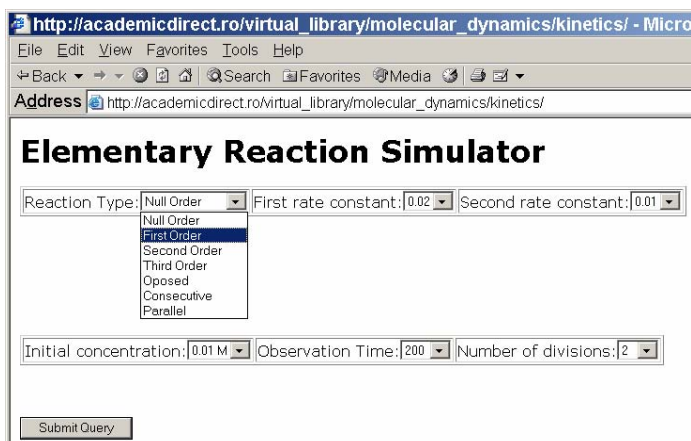 http://academicdirect.ro/virtual_library/molecular_dynamics/kinetics/ - Micro
File Edit View Favorites Tools Help
Back Search Favorites Media
Address http://academicdirect.ro/virtual_library/molecular_dynamics/kinetics/
Elementary Reaction Simulator
Reaction Type: Null Order First rate constant: 0.02 Second rate constant: 0.01
Null Order
First Order
Second Order
Third Order
Oposed
Consecutive
Parallel
Initial concentration: 0.01 M Observation Time: 200 Number of divisions: 2
Submit Query